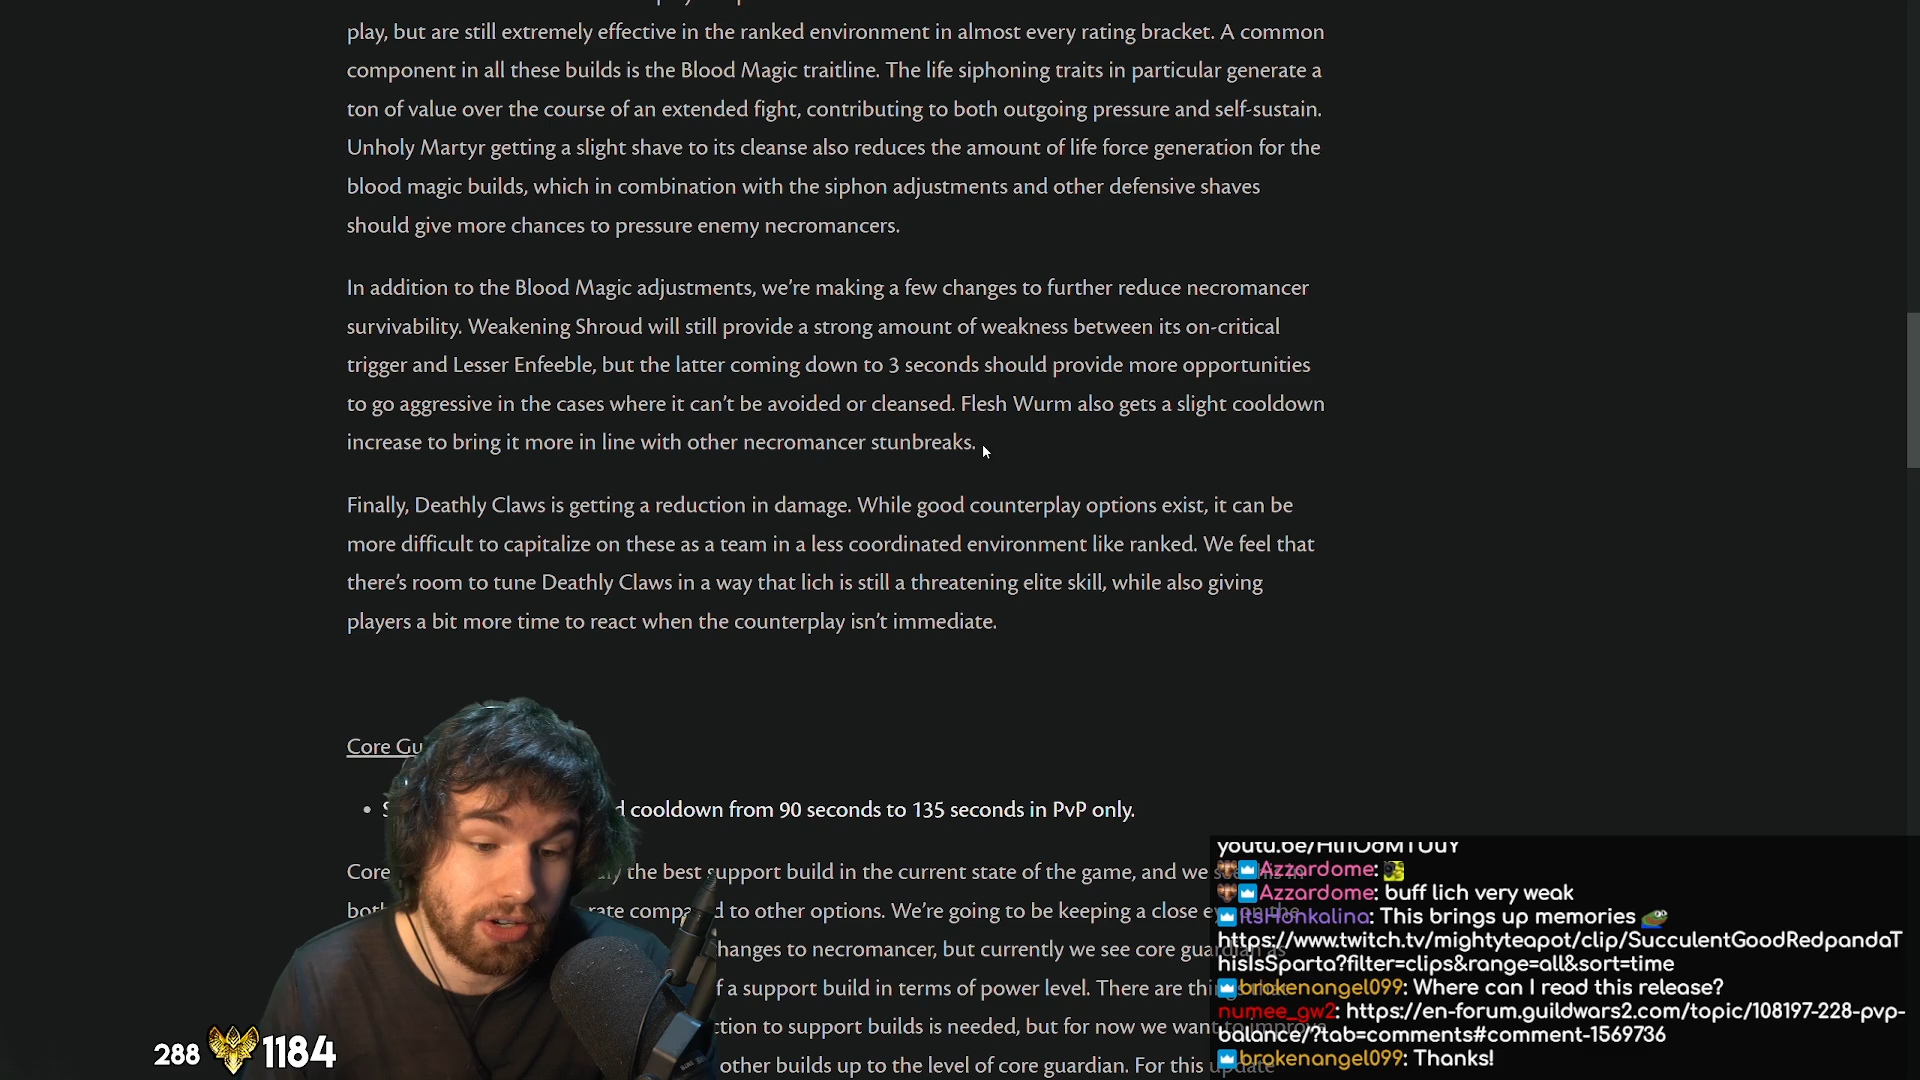 play, but are still extremely effective in the ranked environment in almost every rating bracket. A common
component in all these builds is the Blood Magic traitline. The life siphoning traits in particular generate a
ton of value over the course of an extended fight, contributing to both outgoing pressure and self-sustain.
Unholy Martyr getting a slight shave to its cleanse also reduces the amount of life force generation for the
blood magic builds, which in combination with the siphon adjustments and other defensive shaves
should give more chances to pressure enemy necromancers.
In addition to the Blood Magic adjustments, we're making a few changes to further reduce necromancer
survivability. Weakening Shroud will still provide a strong amount of weakness between its on-critical
trigger and Lesser Enfeeble, but the latter coming down to 3 seconds should provide more opportunities
to go aggressive in the cases where it can't be avoided or cleansed. Flesh Wurm also gets a slight cooldown
increase to bring it more in line with other necromancer stunbreaks.
Finally, Deathly Claws is getting a reduction in damage. While good counterplay options exist, it can be
more difficult to capitalize on these as a team in a less coordinated environment like ranked. We feel that
there's room to tune Deathly Claws in a way that lich is still a threatening elite skill, while also giving
players a bit more time to react when the counterplay isn't immediate.
Core Gu
cooldown from 90 seconds to 135 seconds in PvP only.
Core the best support build in the current state of the game, and we
to other options. We're going to be keeping a close
hanges to necromancer, but currently we see core
f a support build in terms of power level. There are
ction to support builds is needed, but for now we want to improve
other builds up to the level of core guardian. For this update
Azzardome:
Azzardome: buff lich very weak
ItsHonkalina: This brings up memories
https://www.twitch.tv/mightyteapot/clip/SucculentGoodRedpandaT
hisIsSparta?filter=clips&range=all&sort=time
brokenangel099: Where can I read this release?
numee_gw2: https://en-forum.guildwars2.com/topic/108197-228-pvp-
balance/?tab=comments#comment-1569736
brokenangel099: Thanks!
288 1184